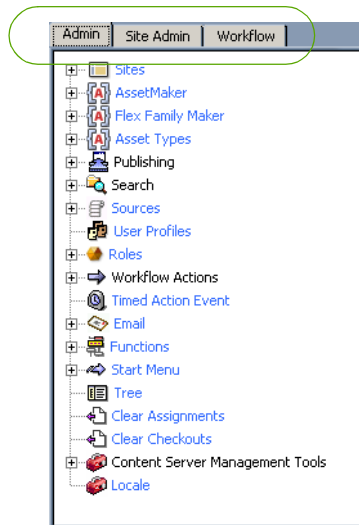 Admin Site Admin Workflow
Sites
AssetMaker
Flex Family Maker
Asset Types
Publishing
Search
Sources
User Profiles
Roles
Workflow Actions
Timed Action Event
Email
Functions
Start Menu
Tree
Clear Assignments
Clear Checkouts
Content Server Management Tools
Locale